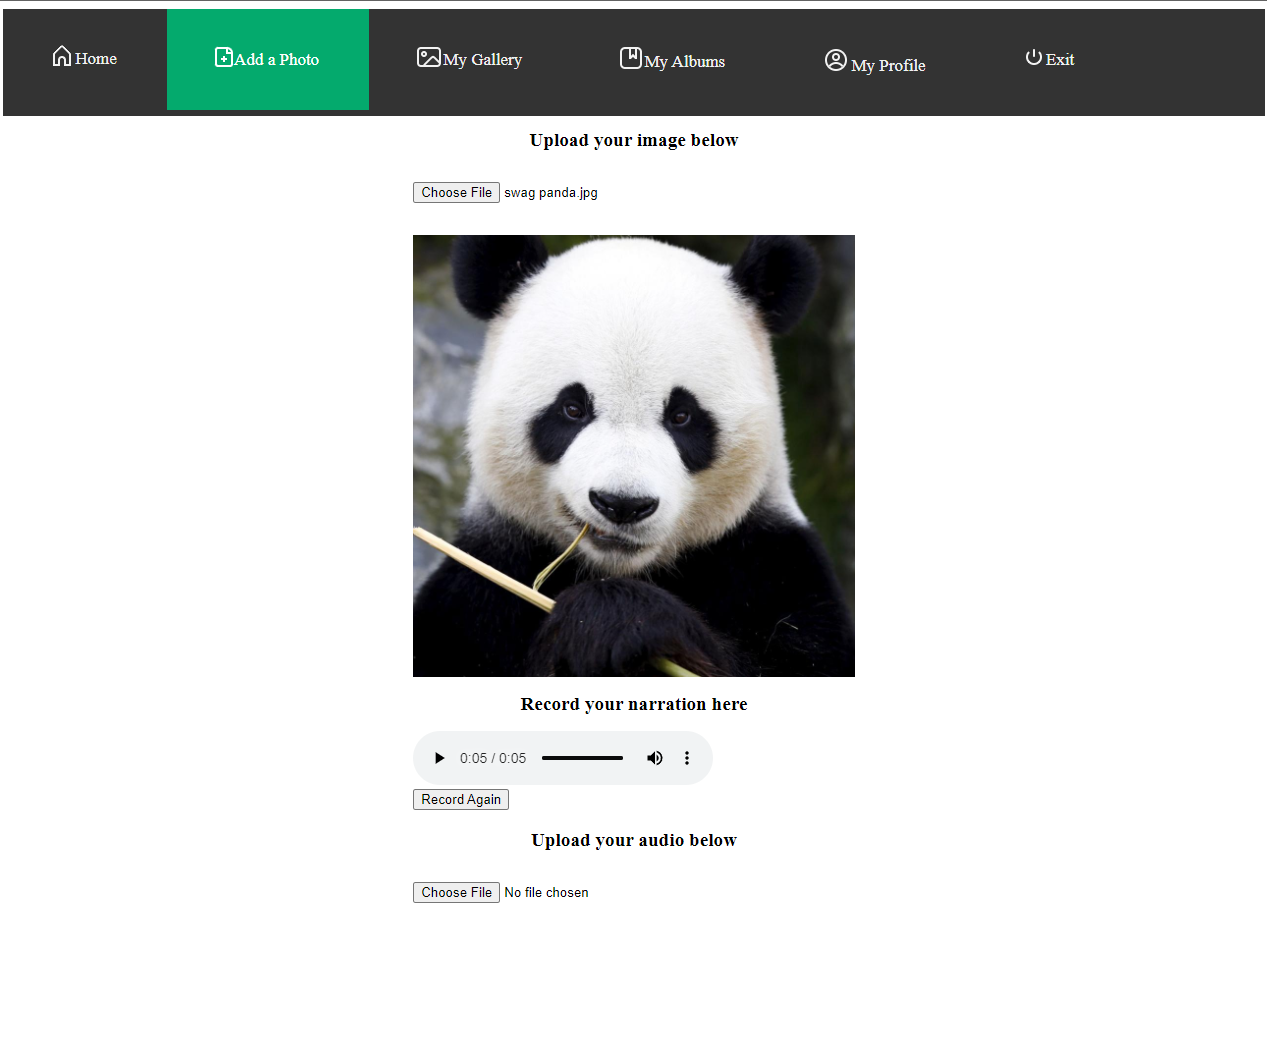 Home Add a Photo My Gallery My Albums My Profile Exit
Upload your image below
Choose File swag panda.jpg
Record your narration here
0:05 / 0:05
Record Again
Upload your audio below
Choose File No file chosen